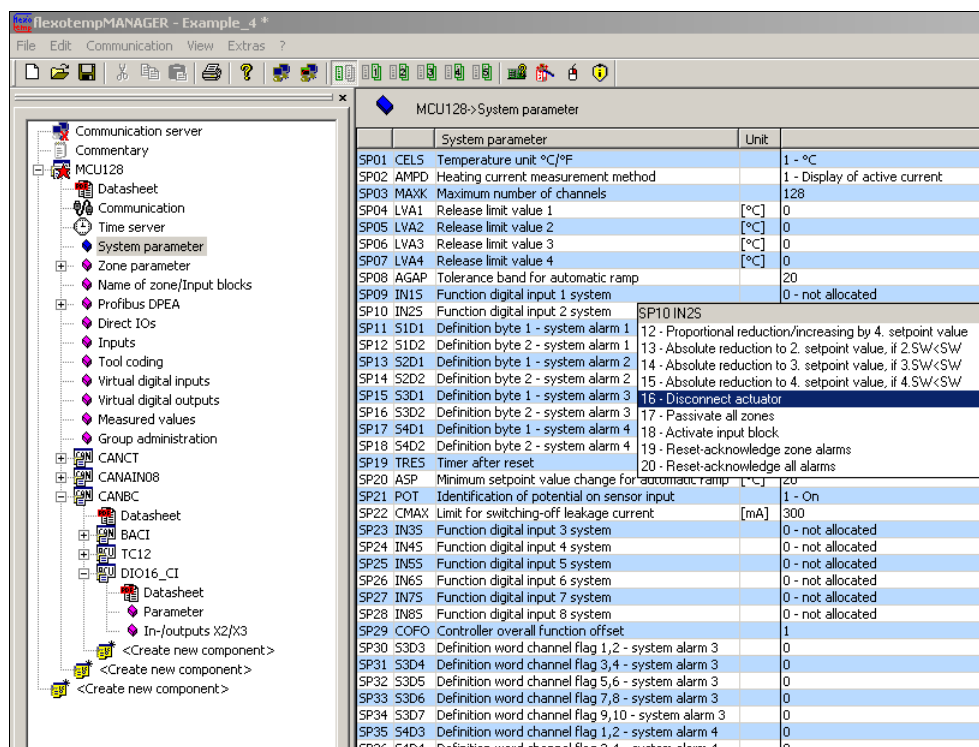 flexotempMANAGER - Example_4 *
File Edit Communication View Extras ?
MCU128->System parameter
Communication server
Commentary
MCU128
Datasheet
Communication
Time server
System parameter
Zone parameter
Name of zone/Input blocks
Profibus DPEA
Direct IOs
Inputs
Tool coding
Virtual digital inputs
Virtual digital outputs
Measured values
Group administration
CANCT
CANAIN08
CANBC
Datasheet
BACI
TC12
DIO16_CI
Datasheet
Parameter
In-/outputs X2/X3
<Create new component>
<Create new component>
<Create new component>
System parameter Unit
SP01 CELS Temperature unit °C/°F 1 - °C
SP02 AMPD Heating current measurement method 1 - Display of active current
SP03 MAXK Maximum number of channels 128
SP04 LVA1 Release limit value 1 [°C] 0
SP05 LVA2 Release limit value 2 [°C] 0
SP06 LVA3 Release limit value 3 [°C] 0
SP07 LVA4 Release limit value 4 [°C] 0
SP08 AGAP Tolerance band for automatic ramp 20
SP09 IN1S Function digital input 1 system 0 - not allocated
SP10 IN2S Function digital input 2 system
SP11 S1D1 Definition byte 1 - system alarm 1
SP12 S1D2 Definition byte 2 - system alarm 1
SP13 S2D1 Definition byte 1 - system alarm 2
SP14 S2D2 Definition byte 2 - system alarm 2
SP15 S3D1 Definition byte 1 - system alarm 3
SP16 S3D2 Definition byte 2 - system alarm 3
SP17 S4D1 Definition byte 1 - system alarm 4
SP18 S4D2 Definition byte 2 - system alarm 4
SP19 TRES Timer after reset
SP20 ASP Minimum setpoint value change for automatic ramp [°C] 20
SP21 POT Identification of potential on sensor input 1 - On
SP22 CMAX Limit for switching-off leakage current [mA] 300
SP23 IN3S Function digital input 3 system 0 - not allocated
SP24 IN4S Function digital input 4 system 0 - not allocated
SP25 IN5S Function digital input 5 system 0 - not allocated
SP26 IN6S Function digital input 6 system 0 - not allocated
SP27 IN7S Function digital input 7 system 0 - not allocated
SP28 IN8S Function digital input 8 system 0 - not allocated
SP29 COFO Controller overall function offset 1
SP30 S3D3 Definition word channel flag 1,2 - system alarm 3 0
SP31 S3D4 Definition word channel flag 3,4 - system alarm 3 0
SP32 S3D5 Definition word channel flag 5,6 - system alarm 3 0
SP33 S3D6 Definition word channel flag 7,8 - system alarm 3 0
SP34 S3D7 Definition word channel flag 9,10 - system alarm 3 0
SP35 S4D3 Definition word channel flag 1,2 - system alarm 4 0
SP10 IN2S
12 - Proportional reduction/increasing by 4. setpoint value
13 - Absolute reduction to 2. setpoint value, if 2.SW<SW
14 - Absolute reduction to 3. setpoint value, if 3.SW<SW
15 - Absolute reduction to 4. setpoint value, if 4.SW<SW
16 - Disconnect actuator
17 - Passivate all zones
18 - Activate input block
19 - Reset-acknowledge zone alarms
20 - Reset-acknowledge all alarms